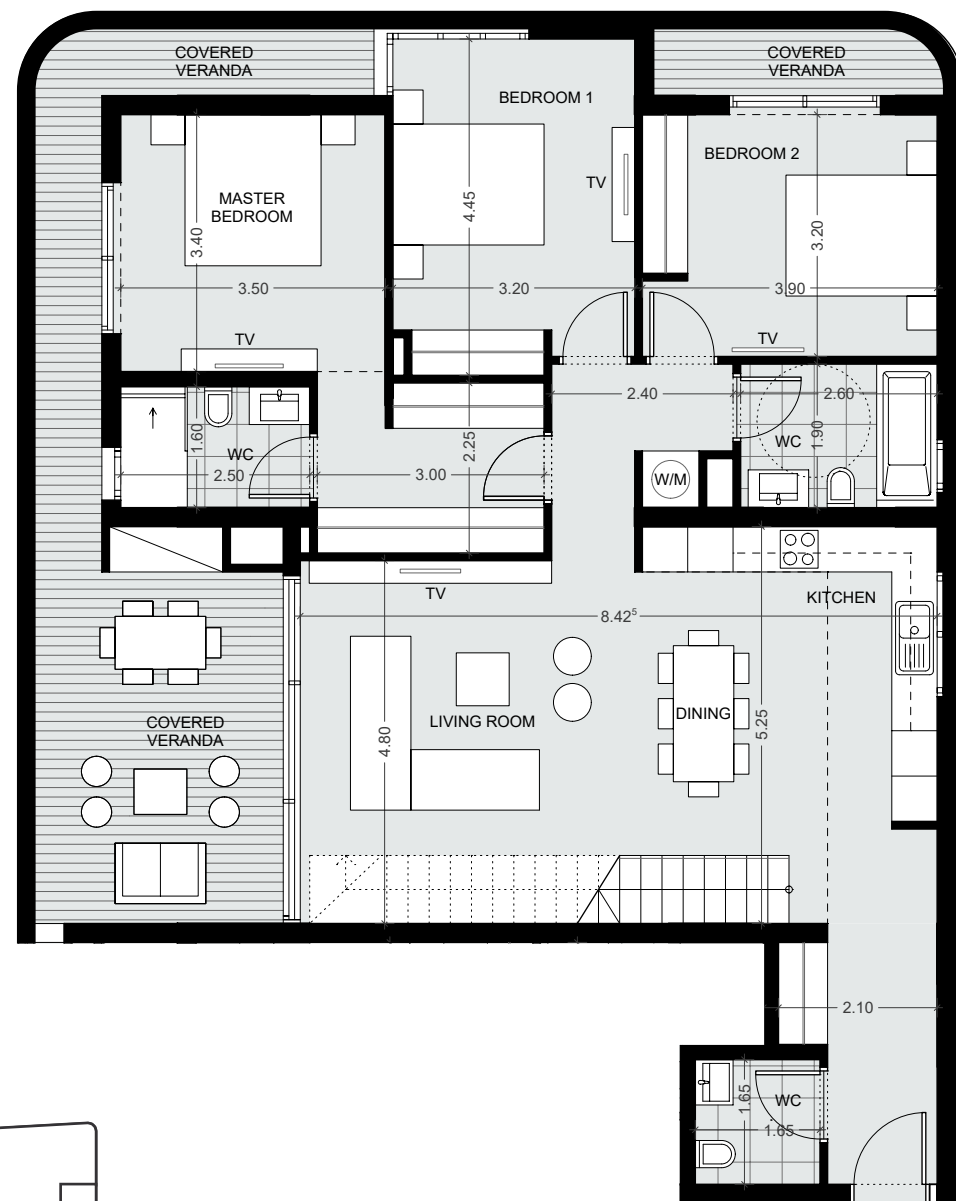 COVERED
VERANDA
COVERED
VERANDA
BEDROOM 1
BEDROOM 2
MASTER
BEDROOM
TV
4.45
3.40
3.20
3.50
3.20
3.90
TV
TV
2.40
2.60
1.60
WC
2.25
WC
1.90
2.50
3.00
W/M
TV
KITCHEN
8.42⁵
COVERED
VERANDA
LIVING ROOM
DINING
4.80
5.25
2.10
1.65
WC
1.65